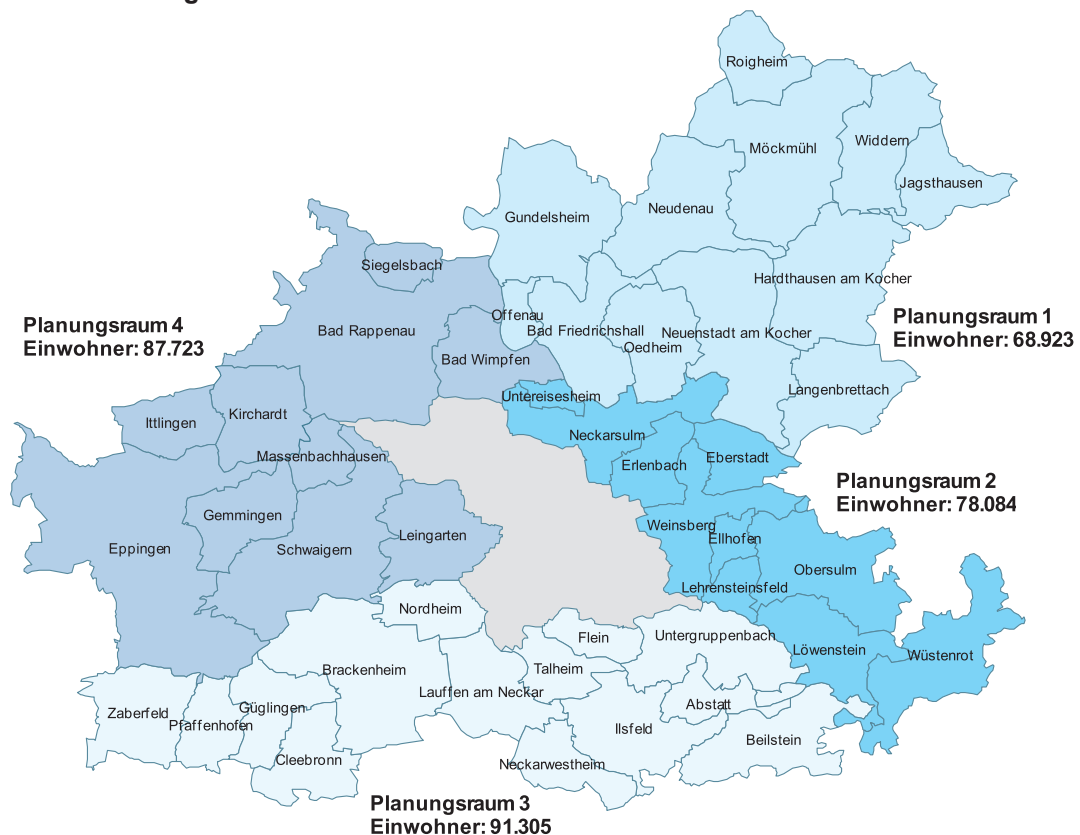 Roigheim
Möckmühl
Widdern
Jagsthausen
Gundelsheim
Neudenau
Siegelsbach
Hardthausen am Kocher
Planungsraum 4
Einwohner: 87.723
Bad Rappenau
Offenau
Bad Friedrichshall
Neuenstadt am Kocher
Oedheim
Planungsraum 1
Einwohner: 68.923
Bad Wimpfen
Langenbrettach
Untereisesheim
Ittlingen
Kirchardt
Neckarsulm
Massenbachhausen
Erlenbach
Eberstadt
Planungsraum 2
Einwohner: 78.084
Gemmingen
Weinsberg
Ellhofen
Leingarten
Eppingen
Schwaigern
Obersulm
Lehrensteinsfeld
Nordheim
Flein
Untergruppenbach
Löwenstein
Wüstenrot
Brackenheim
Talheim
Lauffen am Neckar
Zaberfeld
Pfaffenhofen
Güglingen
Abstatt
Ilsfeld
Beilstein
Cleebronn
Neckarwestheim
Planungsraum 3
Einwohner: 91.305